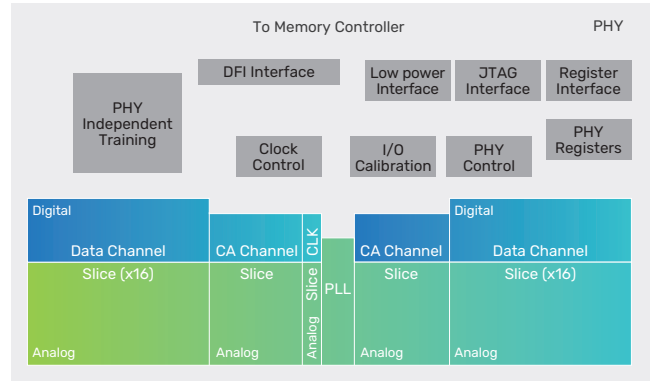 To Memory Controller
PHY
DFI Interface
Low power
Interface
JTAG
Interface
Register
Interface
PHY
Independent
Training
Clock
Control
I/O
Calibration
PHY
Control
PHY
Registers
Digital
Data Channel
Slice (x16)
Analog
CA Channel
Slice
Analog
CLK
Slice
Analog
PLL
CA Channel
Slice
Analog
Digital
Data Channel
Slice (x16)
Analog